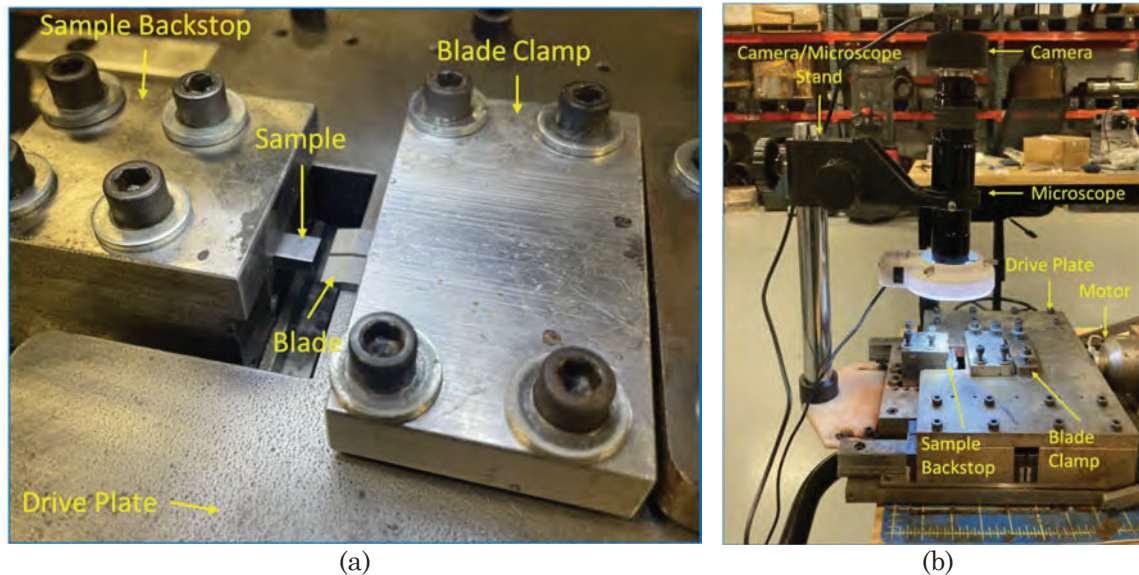 Sample Backstop
Blade Clamp
Sample
Blade
Drive Plate
(a)
Camera/Microscope
Stand
Camera
Microscope
Drive Plate
Motor
Sample
Backstop
Blade
Clamp
(b)